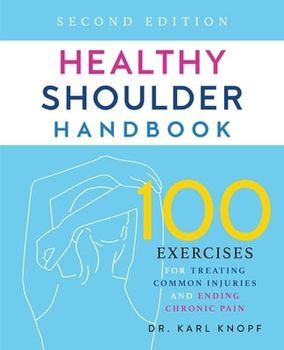 SECOND EDITION
HEALTHY
SHOULDER
HANDBOOK
100
EXERCISES
FOR TREATING
COMMON INJURIES
AND ENDING
CHRONIC PAIN
DR. KARL KNOPF